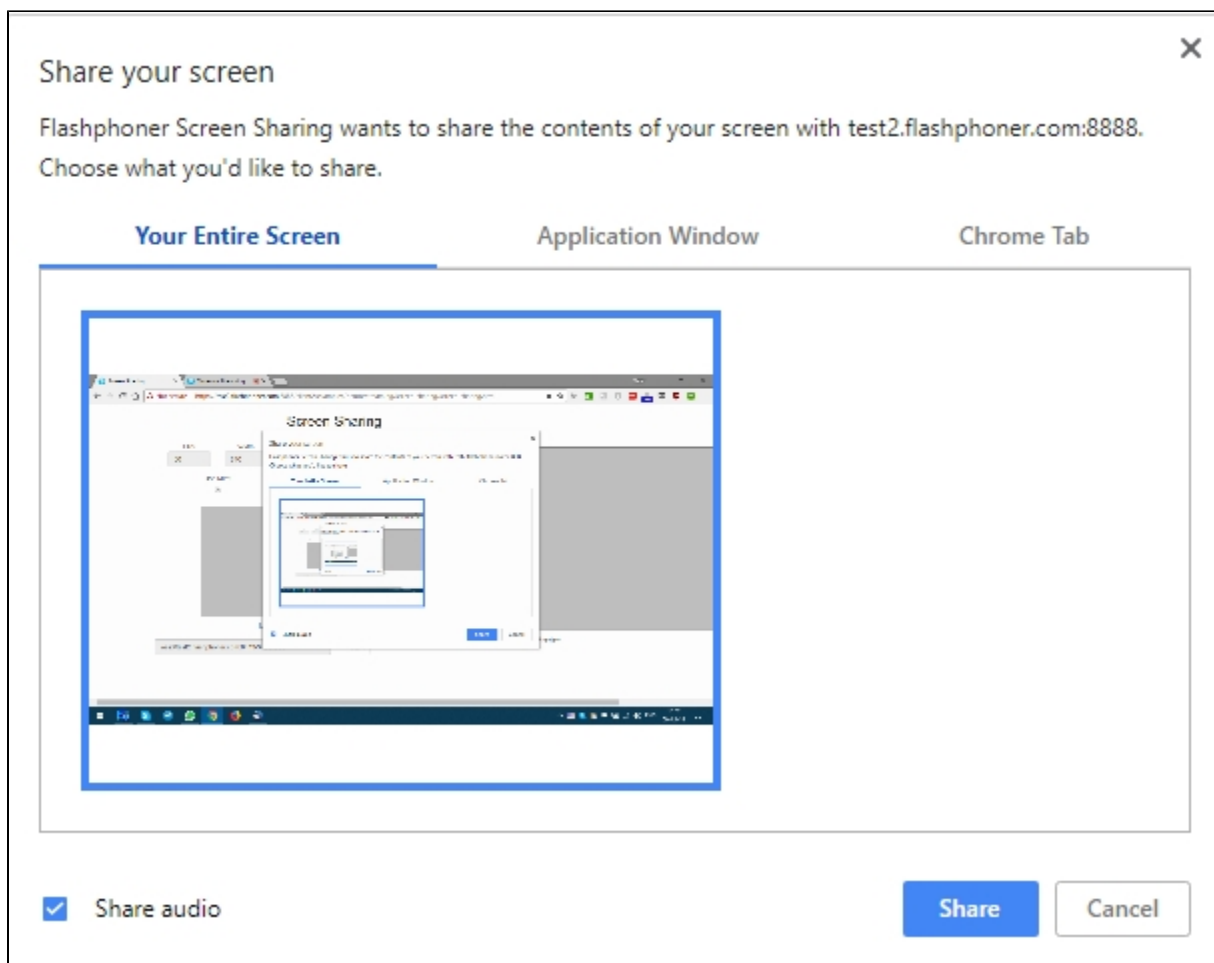 Share your screen
Flashphoner Screen Sharing wants to share the contents of your screen with test2.flashphoner.com:8888.
Choose what you'd like to share.
Your Entire Screen Application Window Chrome Tab
Screen Sharing
Share audio Share Cancel